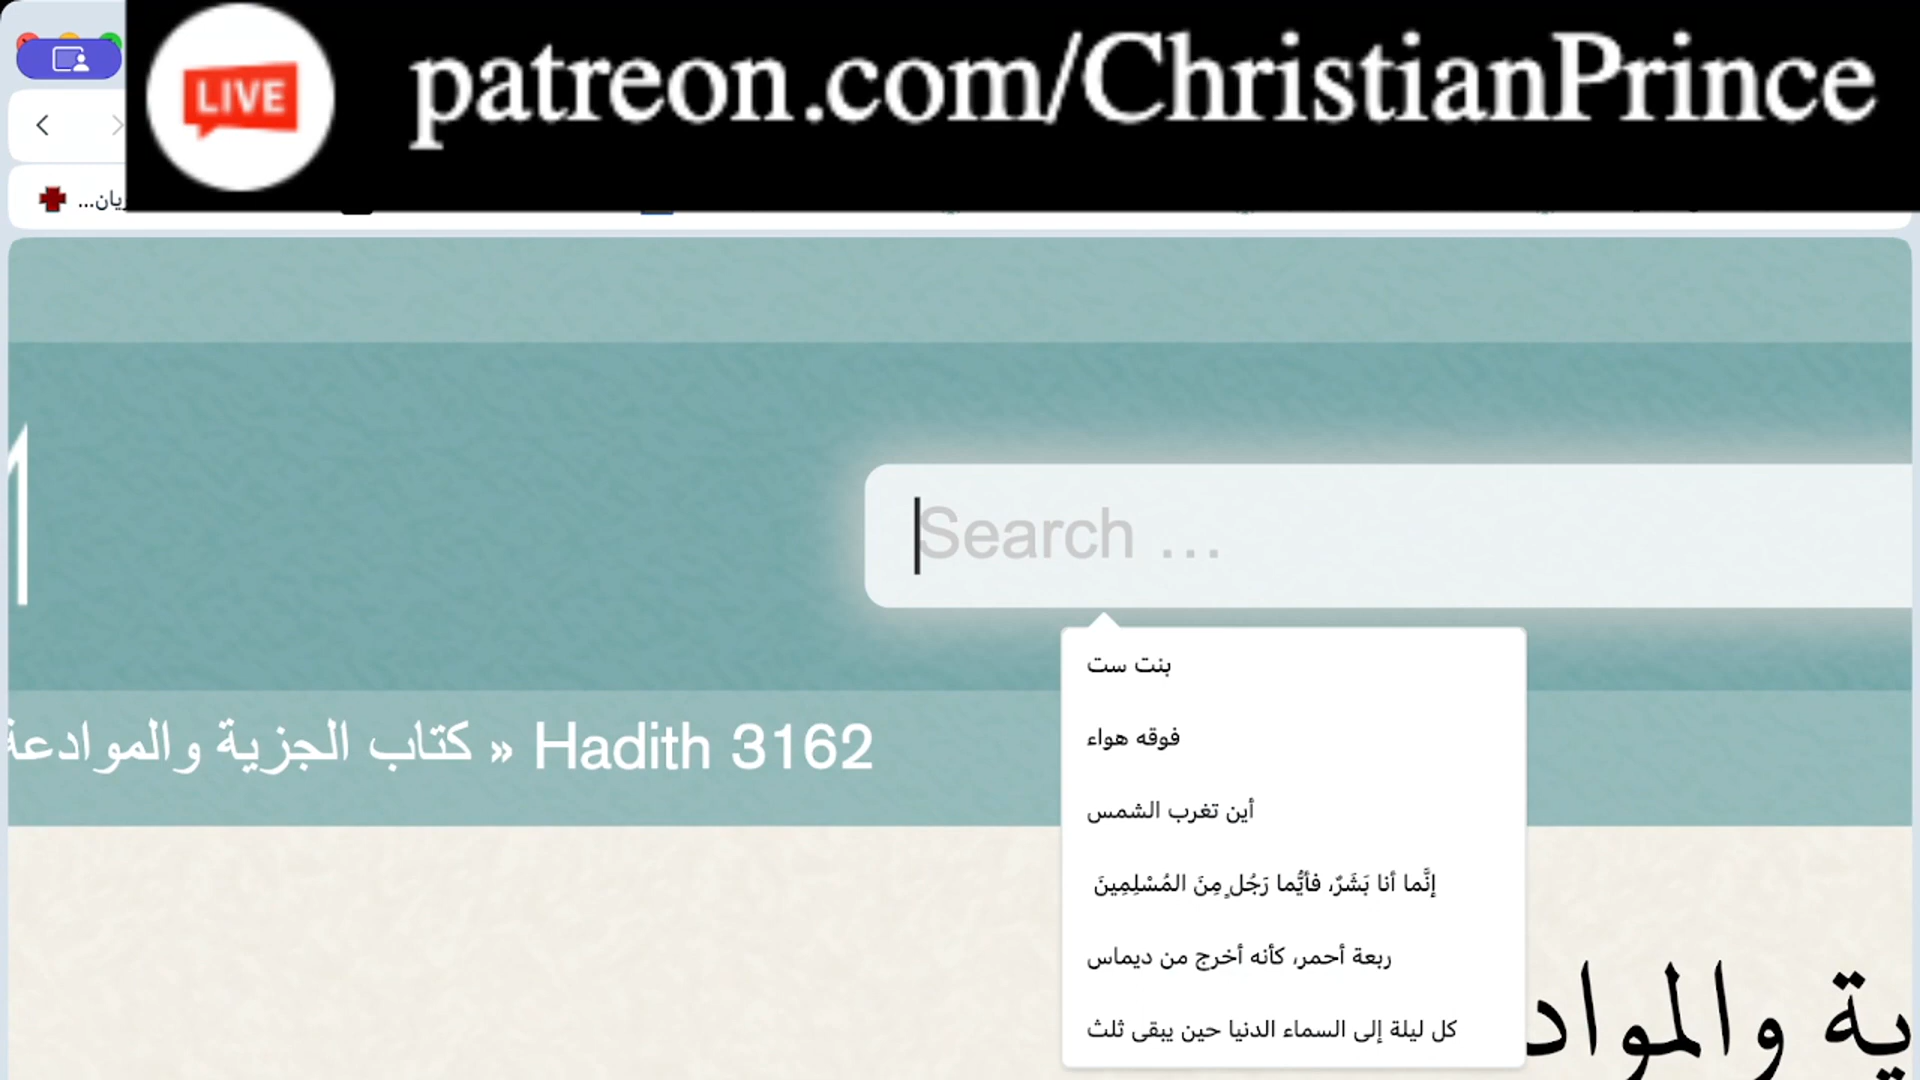 LIVE
patreon.com/ChristianPrince
ريان...
Search ...
بنت ست
فوقه هواء
أين تغرب الشمس
إنَّما أنا بَشَرٌ، فأيُّما رَجُلٍ مِنَ المُسْلِمِينَ
ربعة أحمر، كأنه أخرج من ديماس
كل ليلة إلى السماء الدنيا حين يبقى ثلث
كتاب الجزية والموادعة » Hadith 3162
ية والمواد